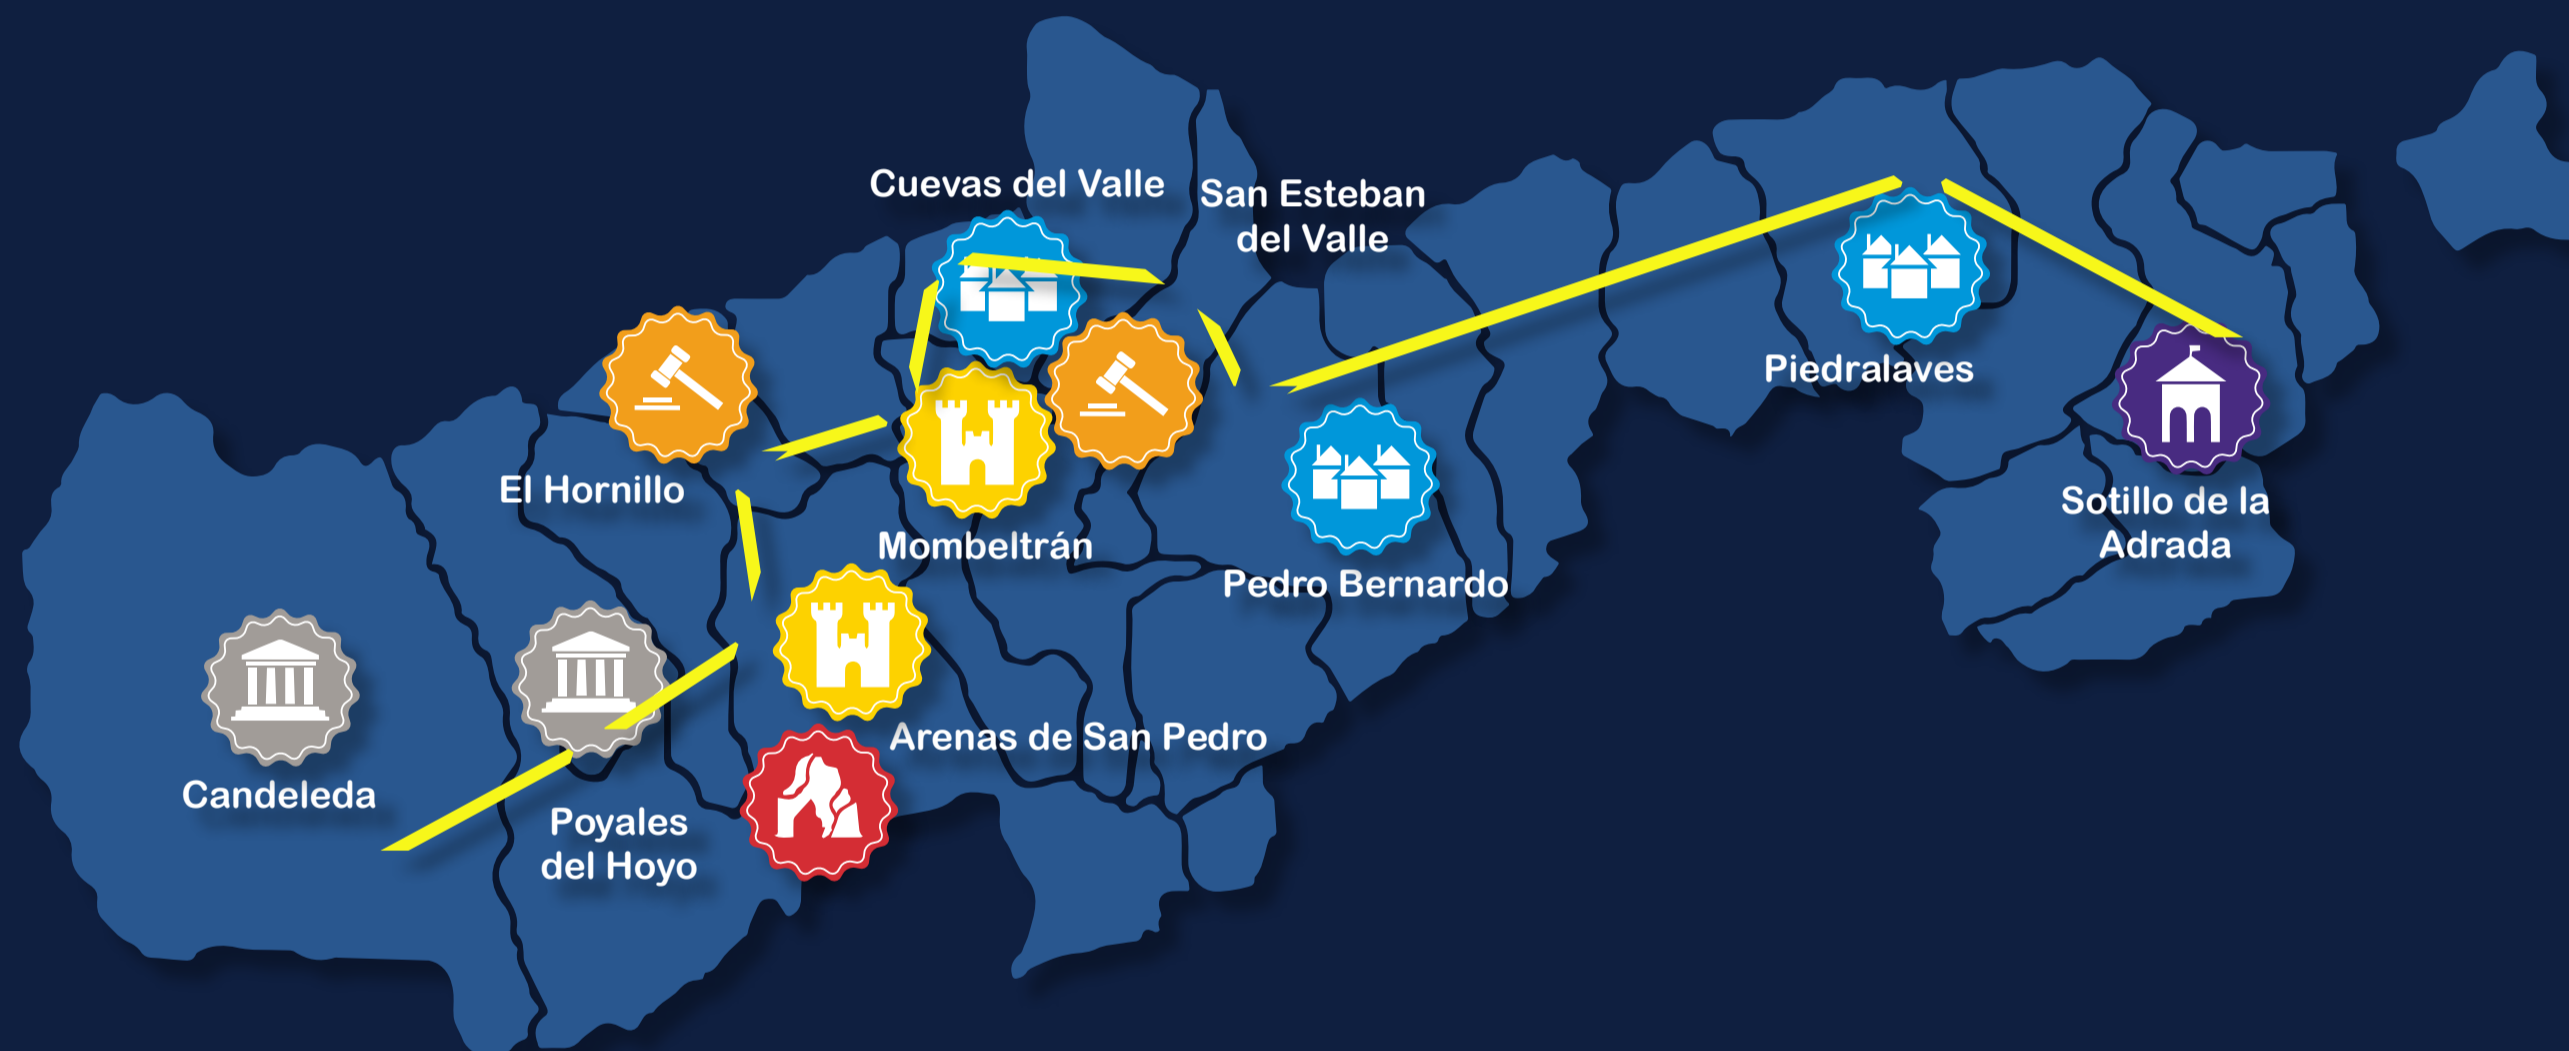 Cuevas del Valle
San Esteban
del Valle
El Hornillo
Mombeltrán
Pedro Bernardo
Piedralaves
Sotillo de la
Adrada
Candeleda
Poyales
del Hoyo
Arenas de San Pedro